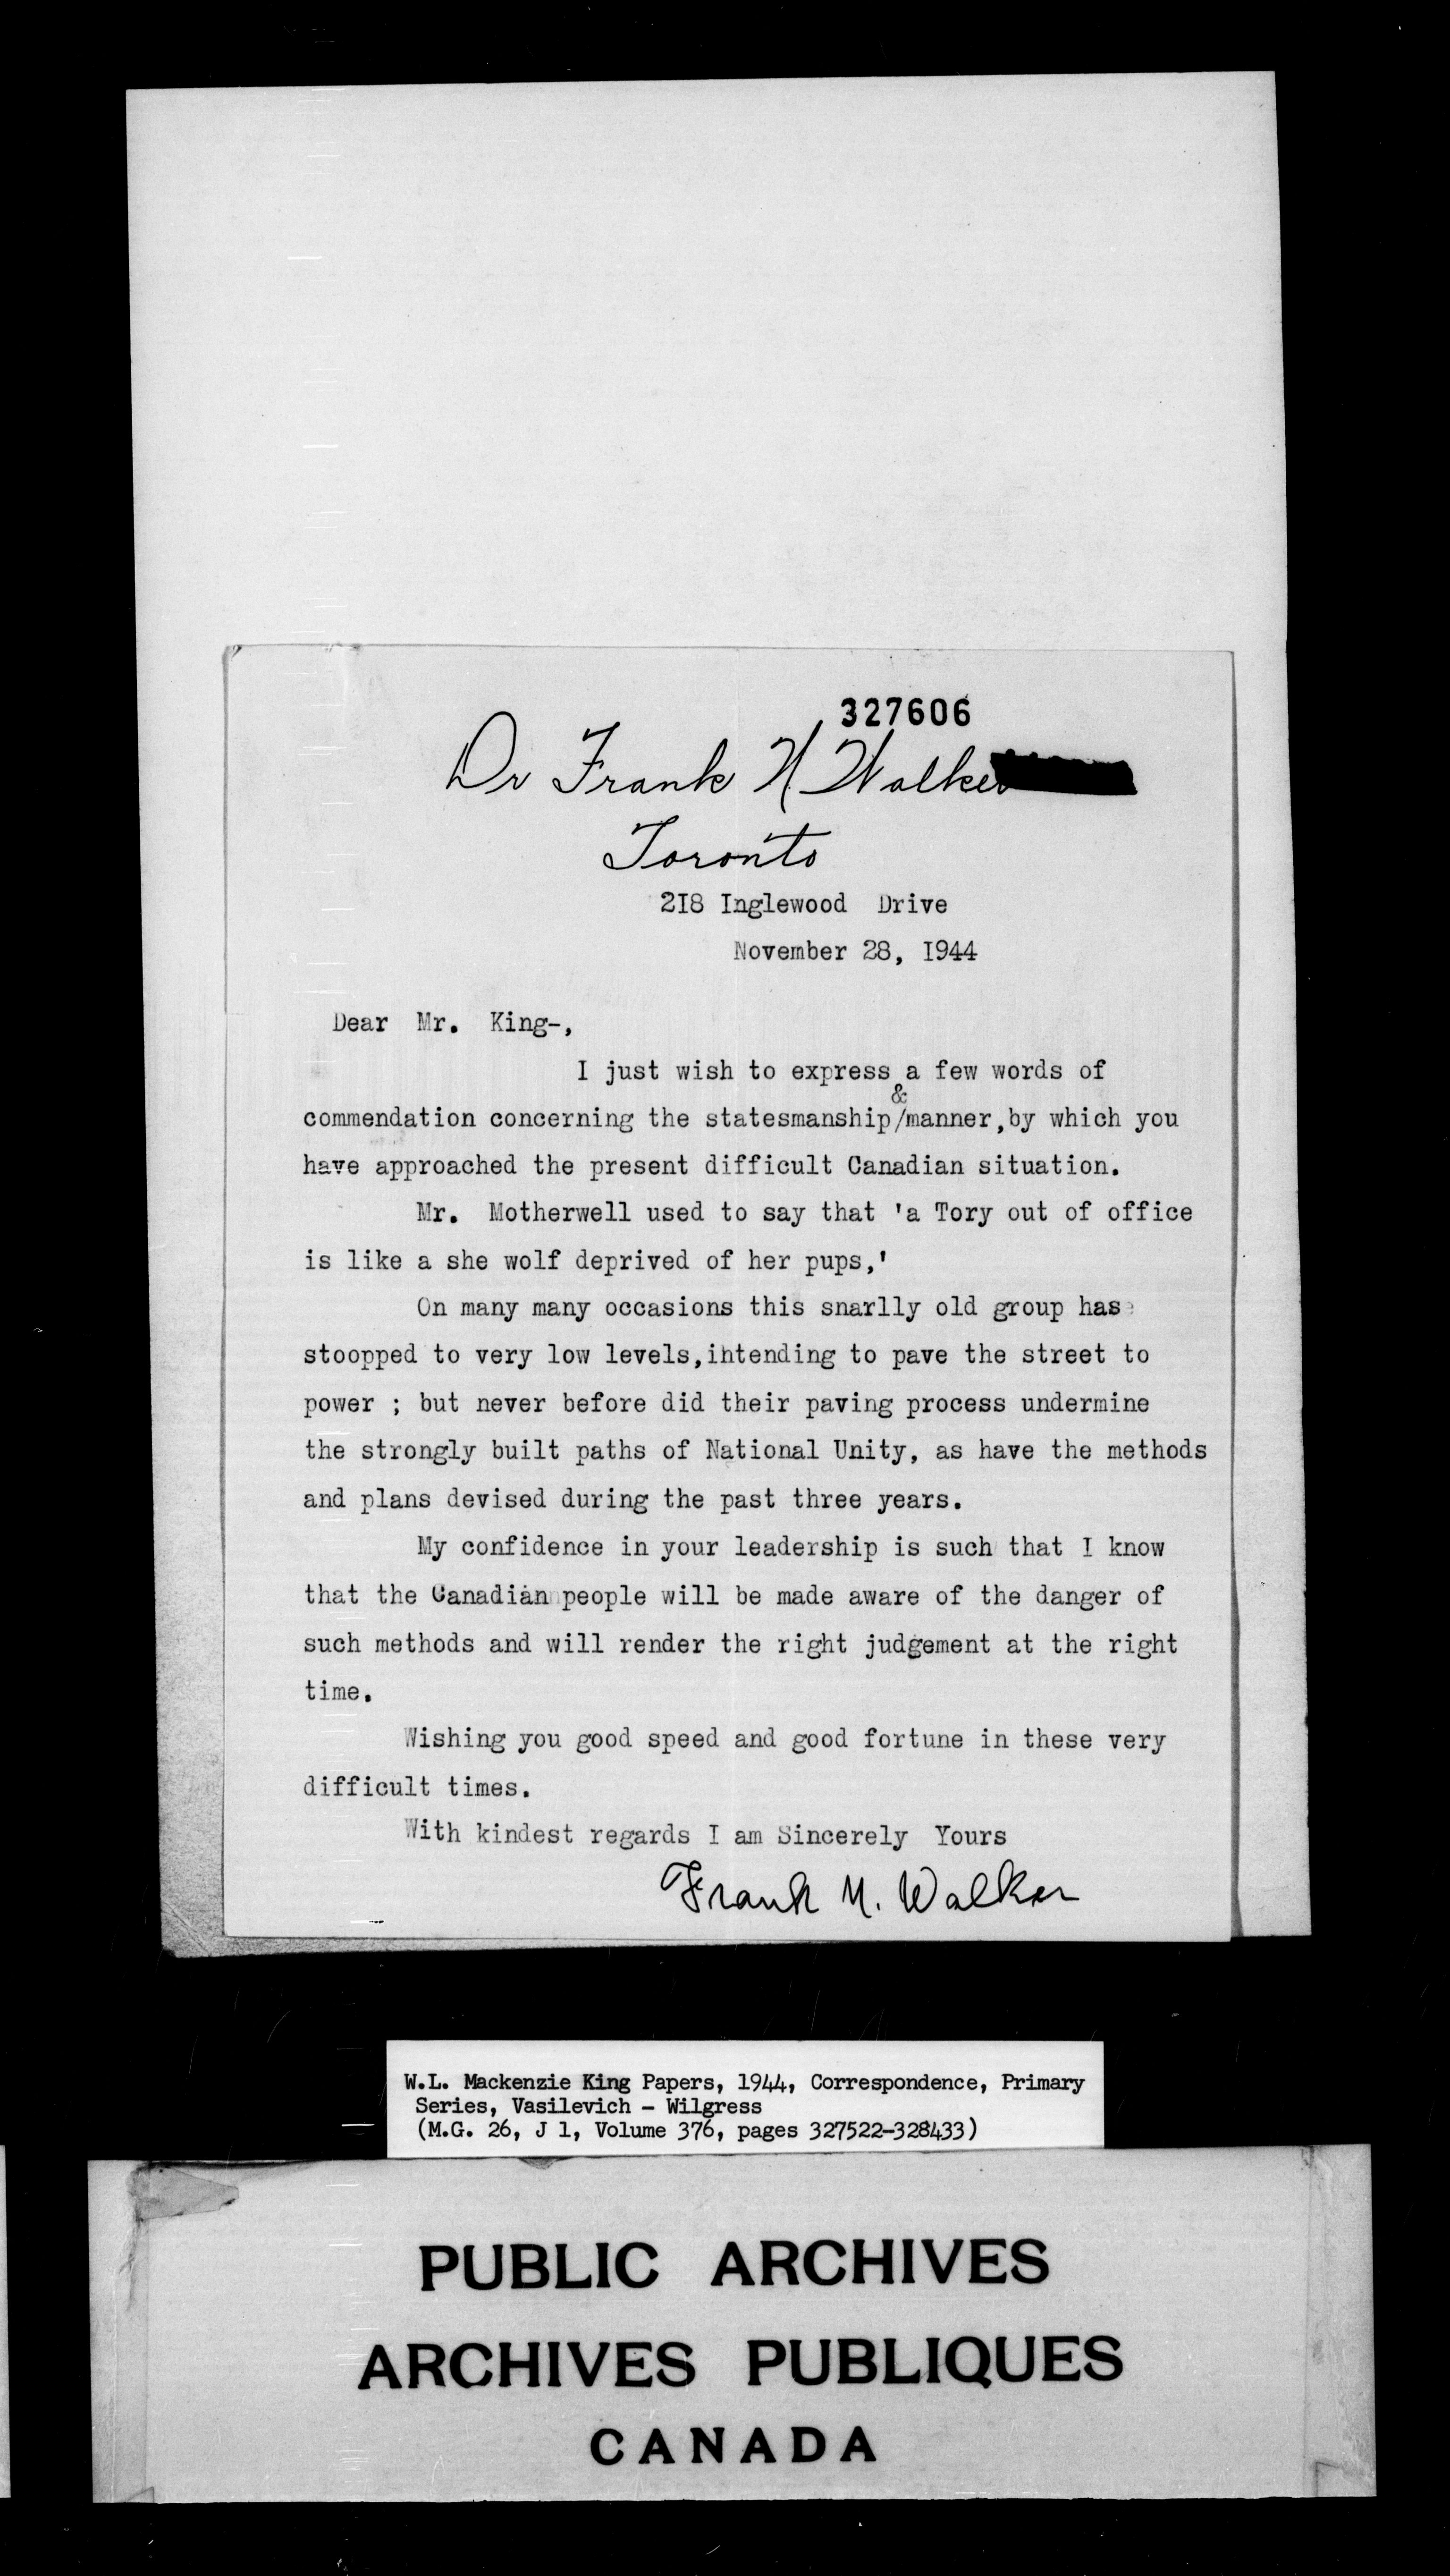 327606
Dr Frank N Walker
Toronto
2I8 Inglewood Drive
November 28, I944
Dear Mr. King-,
I just wish to express a few words of
&
commendation concerning the statesmanship/manner,by which you
have approached the present difficult Canadian situation.
Mr. Motherwell used to say that 'a Tory out of office
is like a she wolf deprived of her pups,'
On many many occasions this snarlly old group has
stoopped to very low levels,intending to pave the street to
power ; but never before did their paving process undermine
the strongly built paths of National Unity, as have the methods
and plans devised during the past three years.
My confidence in your leadership is such that I know
that the Canadian people will be made aware of the danger of
such methods and will render the right judgement at the right
time.
Wishing you good speed and good fortune in these very
difficult times.
With kindest regards I am Sincerely Yours
Frank N. Walker
W.L. Mackenzie King Papers, 1944, Correspondence, Primary
Series, Vasilevich - Wilgress
(M.G. 26, J 1, Volume 376, pages 327522-328433)
PUBLIC ARCHIVES
ARCHIVES PUBLIQUES
CANADA